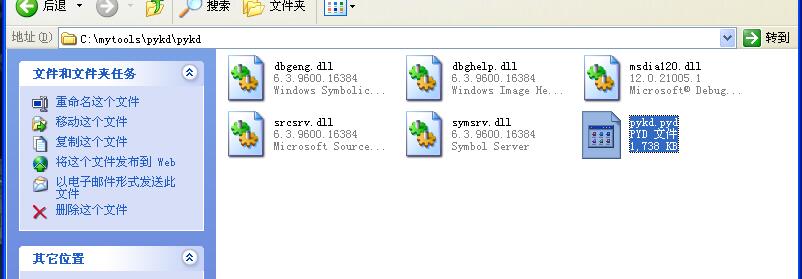 后退
搜索
文件夹
地址(D)
C:\mytools\pykd\pykd
转到
文件和文件夹任务
重命名这个文件
移动这个文件
复制这个文件
将这个文件发布到 Web
以电子邮件形式发送此
文件
删除这个文件
其它位置
dbgeng.dll
6.3.9600.16384
Windows Symbolic...
dbghelp.dll
6.3.9600.16384
Windows Image He...
msdia120.dll
12.0.21005.1
Microsoft® Debug...
srcsrv.dll
6.3.9600.16384
Microsoft Source...
symsrv.dll
6.3.9600.16384
Symbol Server
pykd.pyd
PYD 文件
1,738 KB